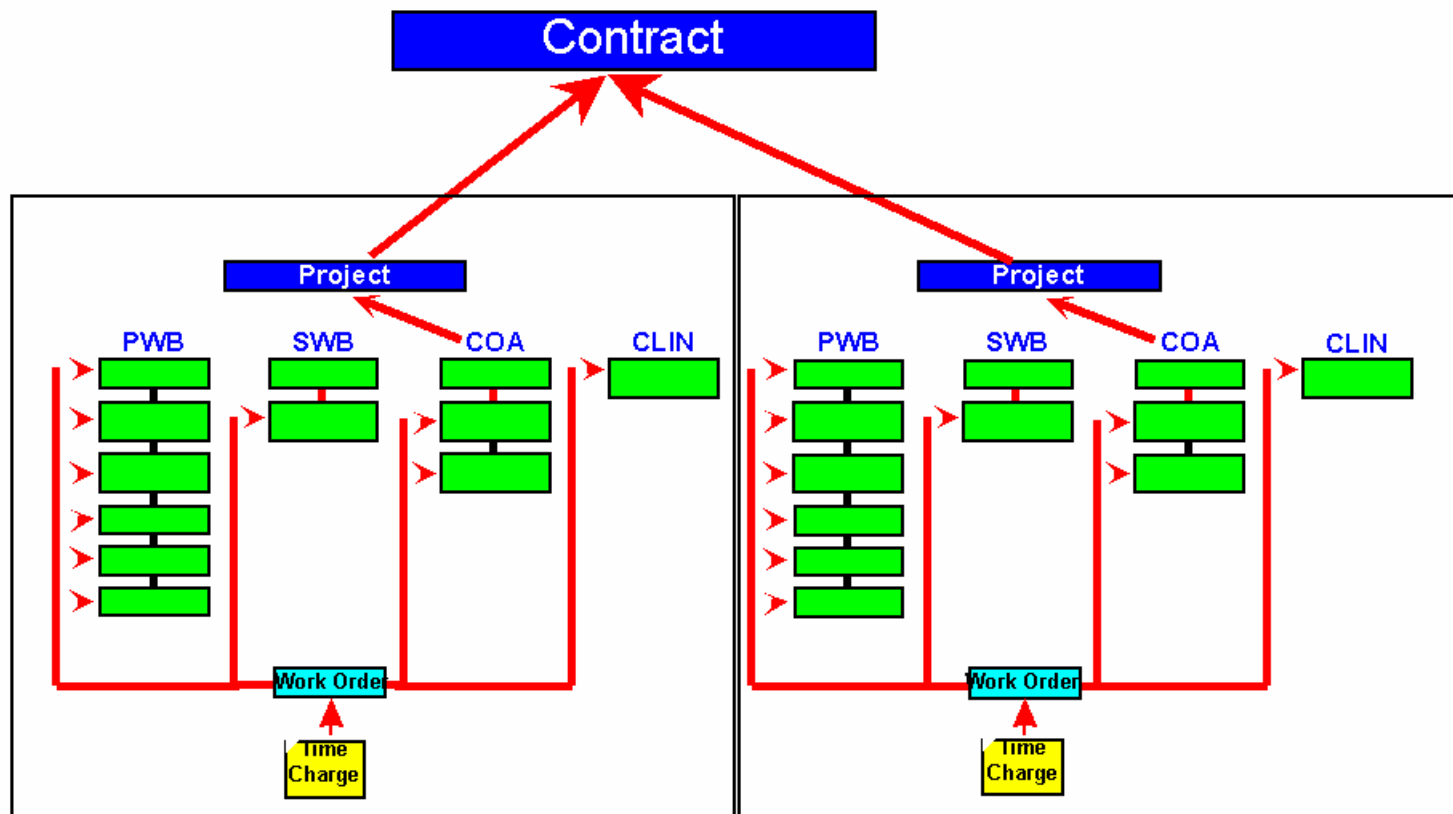 Contract
Project
Project
PWB SWB COA CLIN
PWB SWB COA CLIN
Work Order
Work Order
Time
Charge
Time
Charge